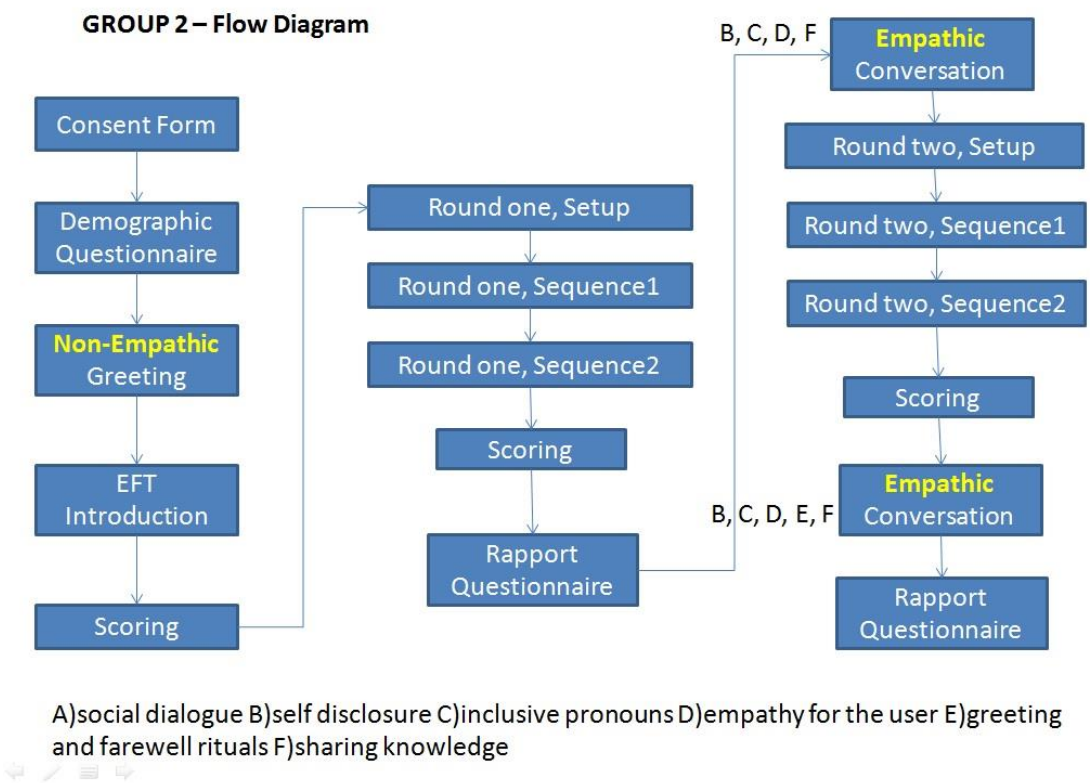 GROUP 2 – Flow Diagram
Consent Form
Demographic
Questionnaire
Non-Empathic
Greeting
EFT
Introduction
Scoring
Round one, Setup
Round one, Sequence1
Round one, Sequence2
Scoring
Rapport
Questionnaire
B, C, D, F
Empathic
Conversation
Round two, Setup
Round two, Sequence1
Round two, Sequence2
Scoring
B, C, D, E, F
Empathic
Conversation
Rapport
Questionnaire
A)social dialogue B)self disclosure C)inclusive pronouns D)empathy for the user E)greeting
and farewell rituals F)sharing knowledge